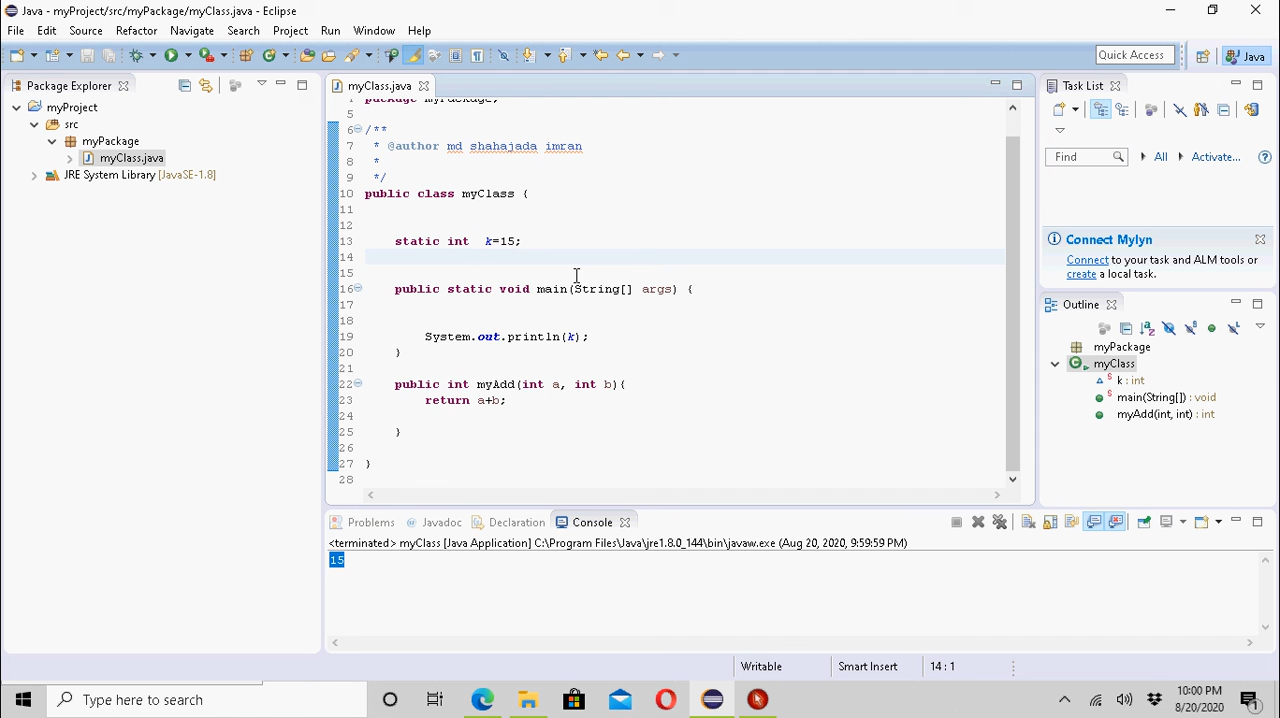 Java - myProject/src/myPackage/myClass.java - Eclipse
File Edit Source Refactor Navigate Search Project Run Window Help
Quick Access
Java
Package Explorer
myProject
src
myPackage
myClass.java
JRE System Library [JavaSE-1.8]
myClass.java
package myPackage;
5
6 /**
7 * @author md shahajada imran
8 *
9 */
10 public class myClass {
11
12
13 static int k=15;
14
15
16 public static void main(String[] args) {
17
18
19 System.out.println(k);
20 }
21
22 public int myAdd(int a, int b){
23 return a+b;
24
25 }
26
27 }
28
Task List
Find All Activate...
Connect Mylyn
Connect to your task and ALM tools or
create a local task.
Outline
myPackage
myClass
k : int
main(String[]) : void
myAdd(int, int) : int
Problems Javadoc Declaration Console
<terminated> myClass [Java Application] C:\Program Files\Java\jre1.8.0_144\bin\javaw.exe (Aug 20, 2020, 9:59:59 PM)
15
Writable Smart Insert 14 : 1
Type here to search
10:00 PM
8/20/2020
1